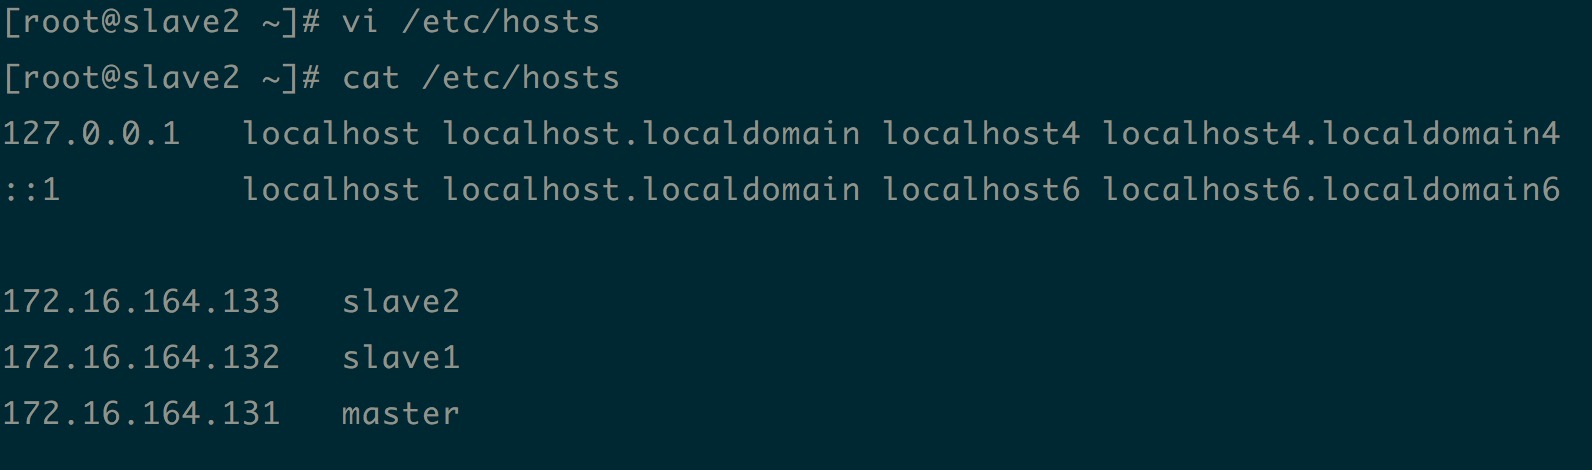 [root@slave2 ~]# vi /etc/hosts
[root@slave2 ~]# cat /etc/hosts
127.0.0.1   localhost localhost.localdomain localhost4 localhost4.localdomain4
::1         localhost localhost.localdomain localhost6 localhost6.localdomain6

172.16.164.133   slave2
172.16.164.132   slave1
172.16.164.131   master